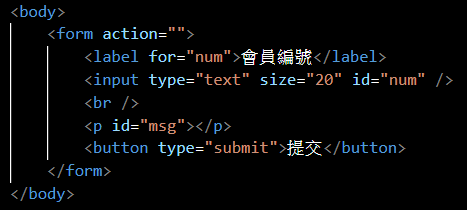 <body>
<form action="">
<label for="num">會員編號</label>
<input type="text" size="20" id="num" />
<br />
<p id="msg"></p>
<button type="submit">提交</button>
</form>
</body>